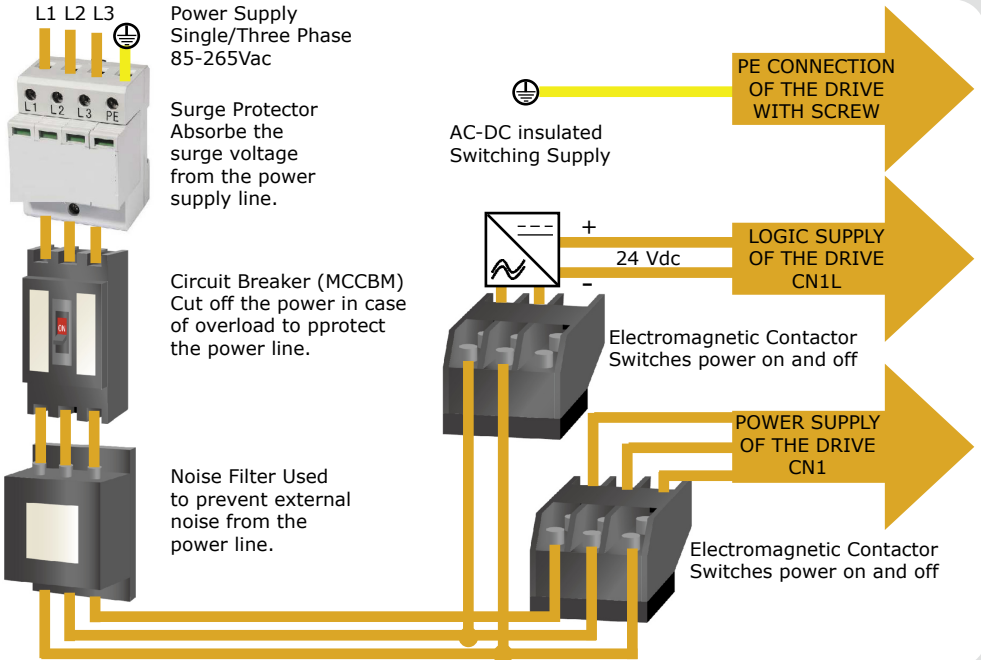 L1 L2 L3
Power Supply
Single/Three Phase
85-265Vac
L1 L2 L3 PE
Surge Protector
Absorbe the
surge voltage
from the power
supply line.
ON
Circuit Breaker (MCCBM)
Cut off the power in case
of overload to pprotect
the power line.
Noise Filter Used
to prevent external
noise from the
power line.
AC-DC insulated
Switching Supply
PE CONNECTION
OF THE DRIVE
WITH SCREW
+
24 Vdc
-
LOGIC SUPPLY
OF THE DRIVE
CN1L
Electromagnetic Contactor
Switches power on and off
POWER SUPPLY
OF THE DRIVE
CN1
Electromagnetic Contactor
Switches power on and off